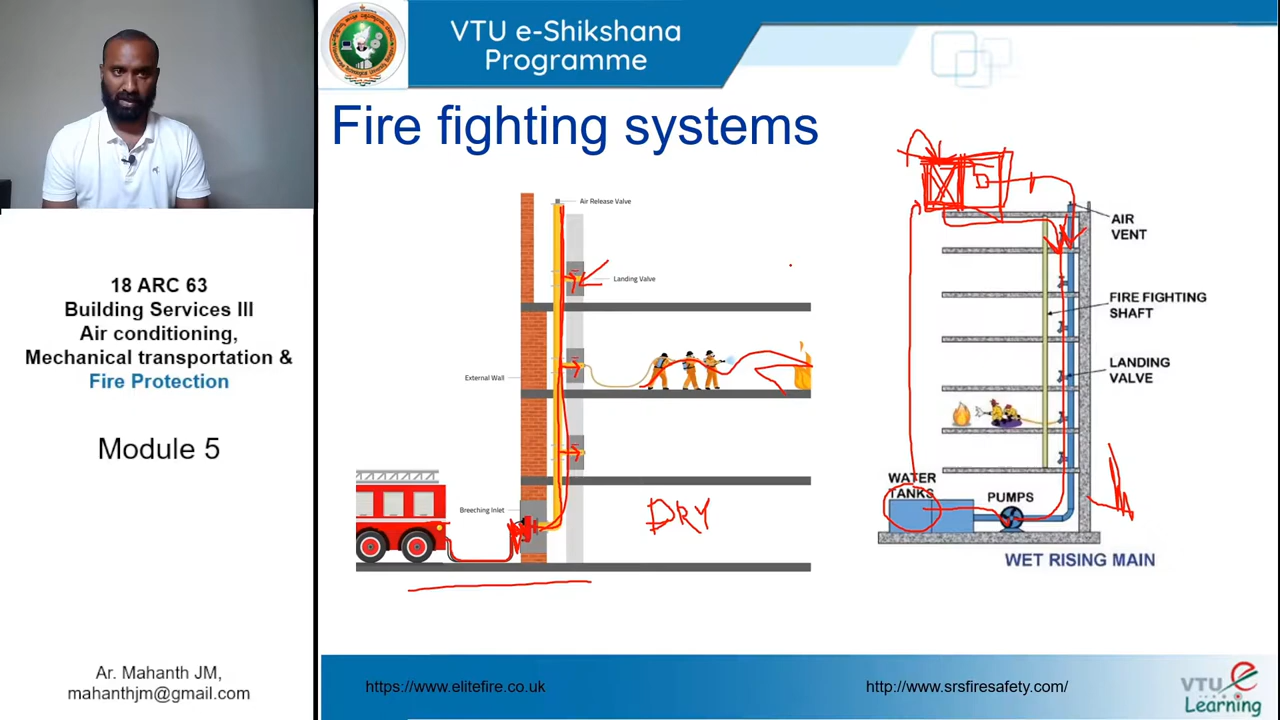 VTU e-Shikshana
Programme
Fire fighting systems
18 ARC 63
Building Services III
Air conditioning,
Mechanical transportation &
Fire Protection
Module 5
Ar. Mahanth JM,
mahanthjm@gmail.com
Air Release Valve
Landing Valve
External Wall
Breeching Inlet
DRY
AIR
VENT
FIRE FIGHTING
SHAFT
LANDING
VALVE
WATER
TANKS
PUMPS
WET RISING MAIN
https://www.elitefire.co.uk
http://www.srsfiresafety.com/
VTU
Learning